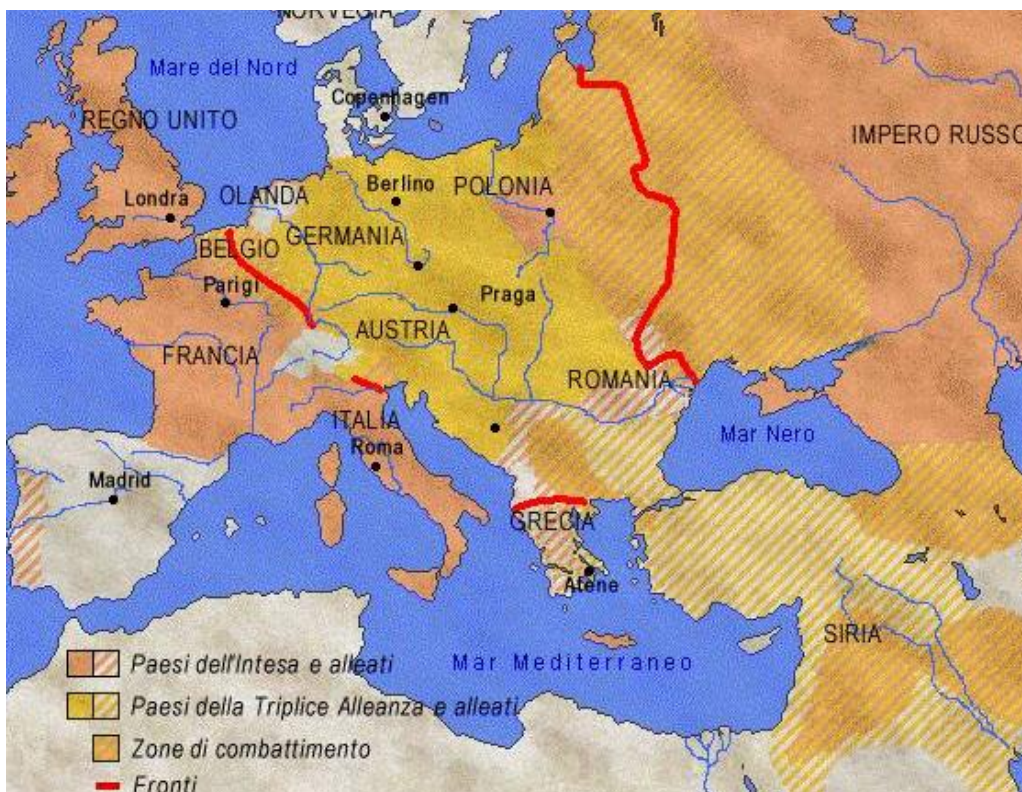 NORVEGIA
Mare del Nord
Copenhagen
REGNO UNITO
IMPERO RUSSO
Berlino
POLONIA
OLANDA
Londra
GERMANIA
BELGIO
Parigi
Praga
AUSTRIA
FRANCIA
ROMANIA
ITALIA
Mar Nero
Roma
Madrid
GRECIA
Atene
SIRIA
Mar Mediterraneo
Paesi dell'Intesa e alleati
Paesi della Triplice Alleanza e alleati
Zone di combattimento
Fronti